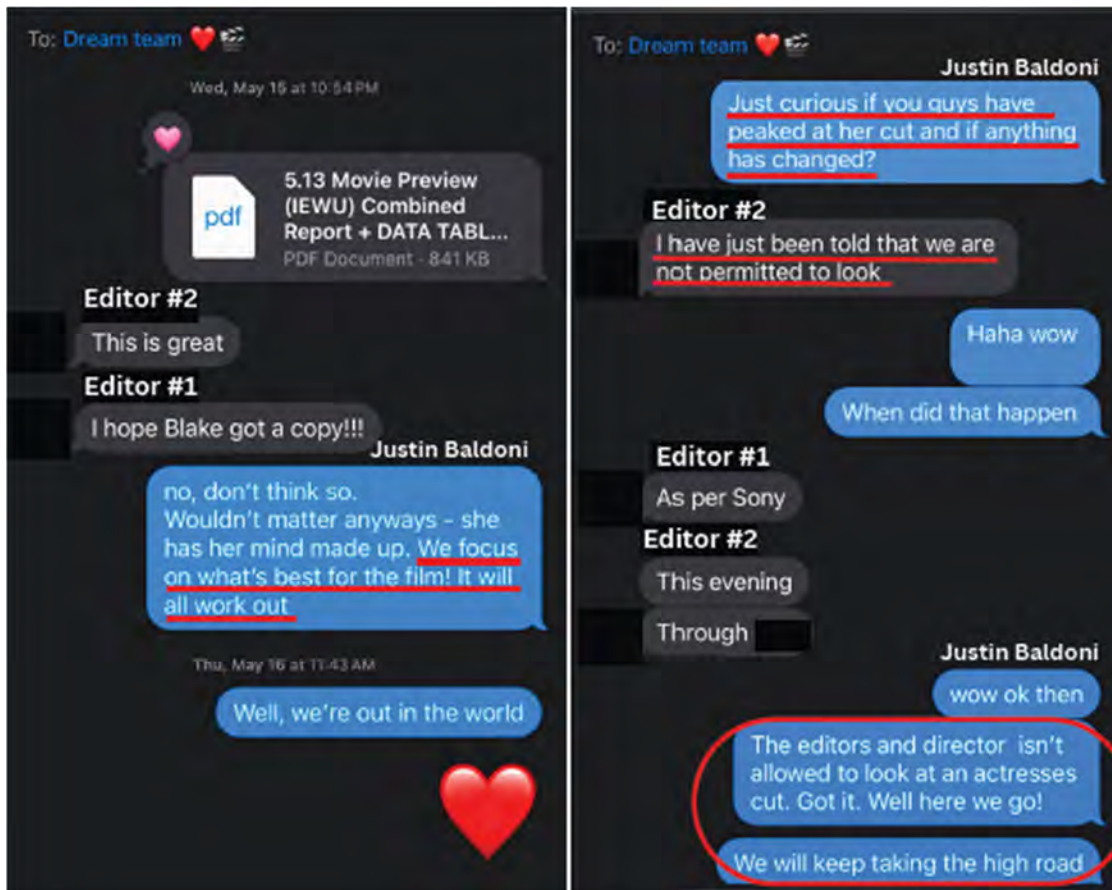 To: Dream team ❤️🎬
Wed, May 15 at 10:54 PM
pdf
5.13 Movie Preview
(IEWU) Combined
Report + DATA TABL...
PDF Document - 841 KB
Editor #2
This is great
Editor #1
I hope Blake got a copy!!!
Justin Baldoni
no, don't think so.
Wouldn't matter anyways – she
has her mind made up. We focus
on what's best for the film! It will
all work out
Thu, May 16 at 11:43 AM
Well, we're out in the world
To: Dream team ❤️🎬
Justin Baldoni
Just curious if you guys have
peaked at her cut and if anything
has changed?
Editor #2
I have just been told that we are
not permitted to look
Haha wow
When did that happen
Editor #1
As per Sony
Editor #2
This evening
Through
Justin Baldoni
wow ok then
The editors and director isn't
allowed to look at an actresses
cut. Got it. Well here we go!
We will keep taking the high road